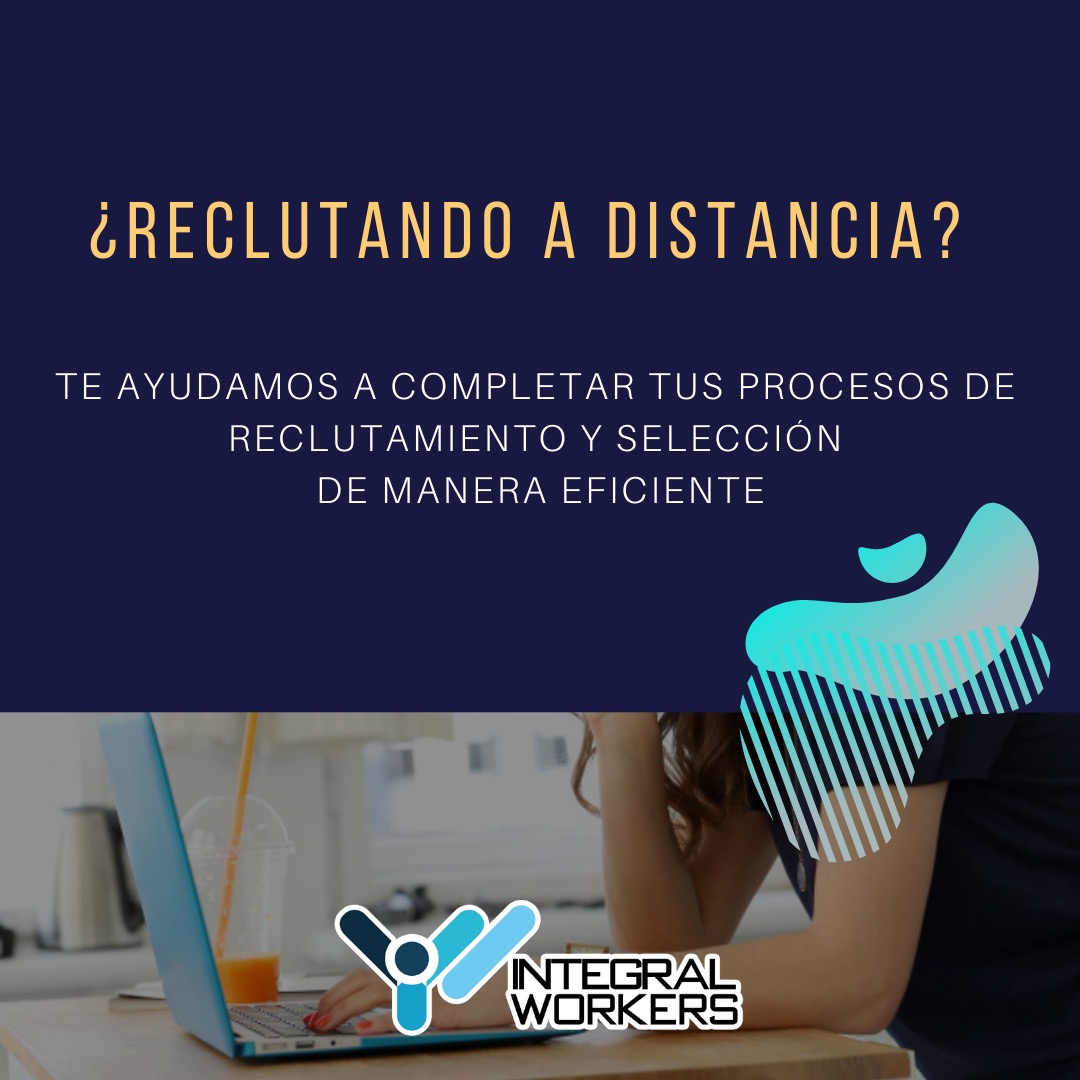 ¿RECLUTANDO A DISTANCIA?
TE AYUDAMOS A COMPLETAR TUS PROCESOS DE
RECLUTAMIENTO Y SELECCIÓN
DE MANERA EFICIENTE
INTEGRAL
WORKERS